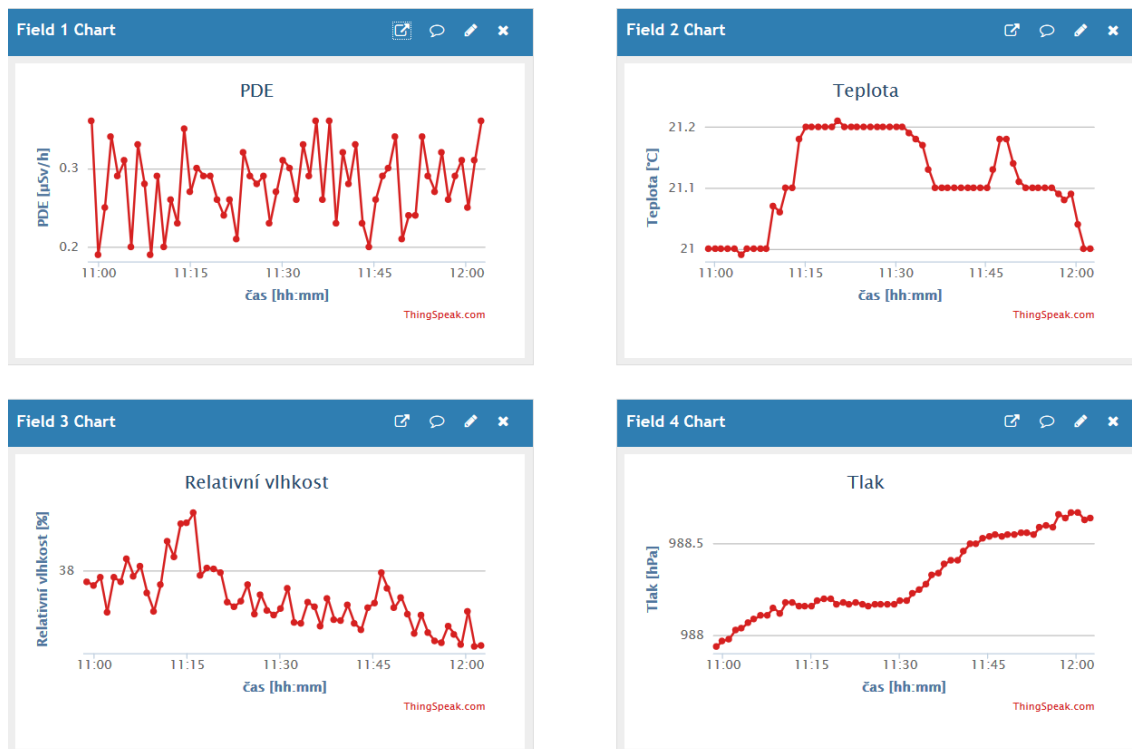 Field 1 Chart
PDE
PDE [µSv/h]
0.3
0.2
11:00 11:15 11:30 11:45 12:00
čas [hh:mm]
ThingSpeak.com
Field 2 Chart
Teplota
Teplota [°C]
21.2
21.1
21
11:00 11:15 11:30 11:45 12:00
čas [hh:mm]
ThingSpeak.com
Field 3 Chart
Relativní vlhkost
Relativní vlhkost [%]
38
11:00 11:15 11:30 11:45 12:00
čas [hh:mm]
ThingSpeak.com
Field 4 Chart
Tlak
Tlak [hPa]
988.5
988
11:00 11:15 11:30 11:45 12:00
čas [hh:mm]
ThingSpeak.com